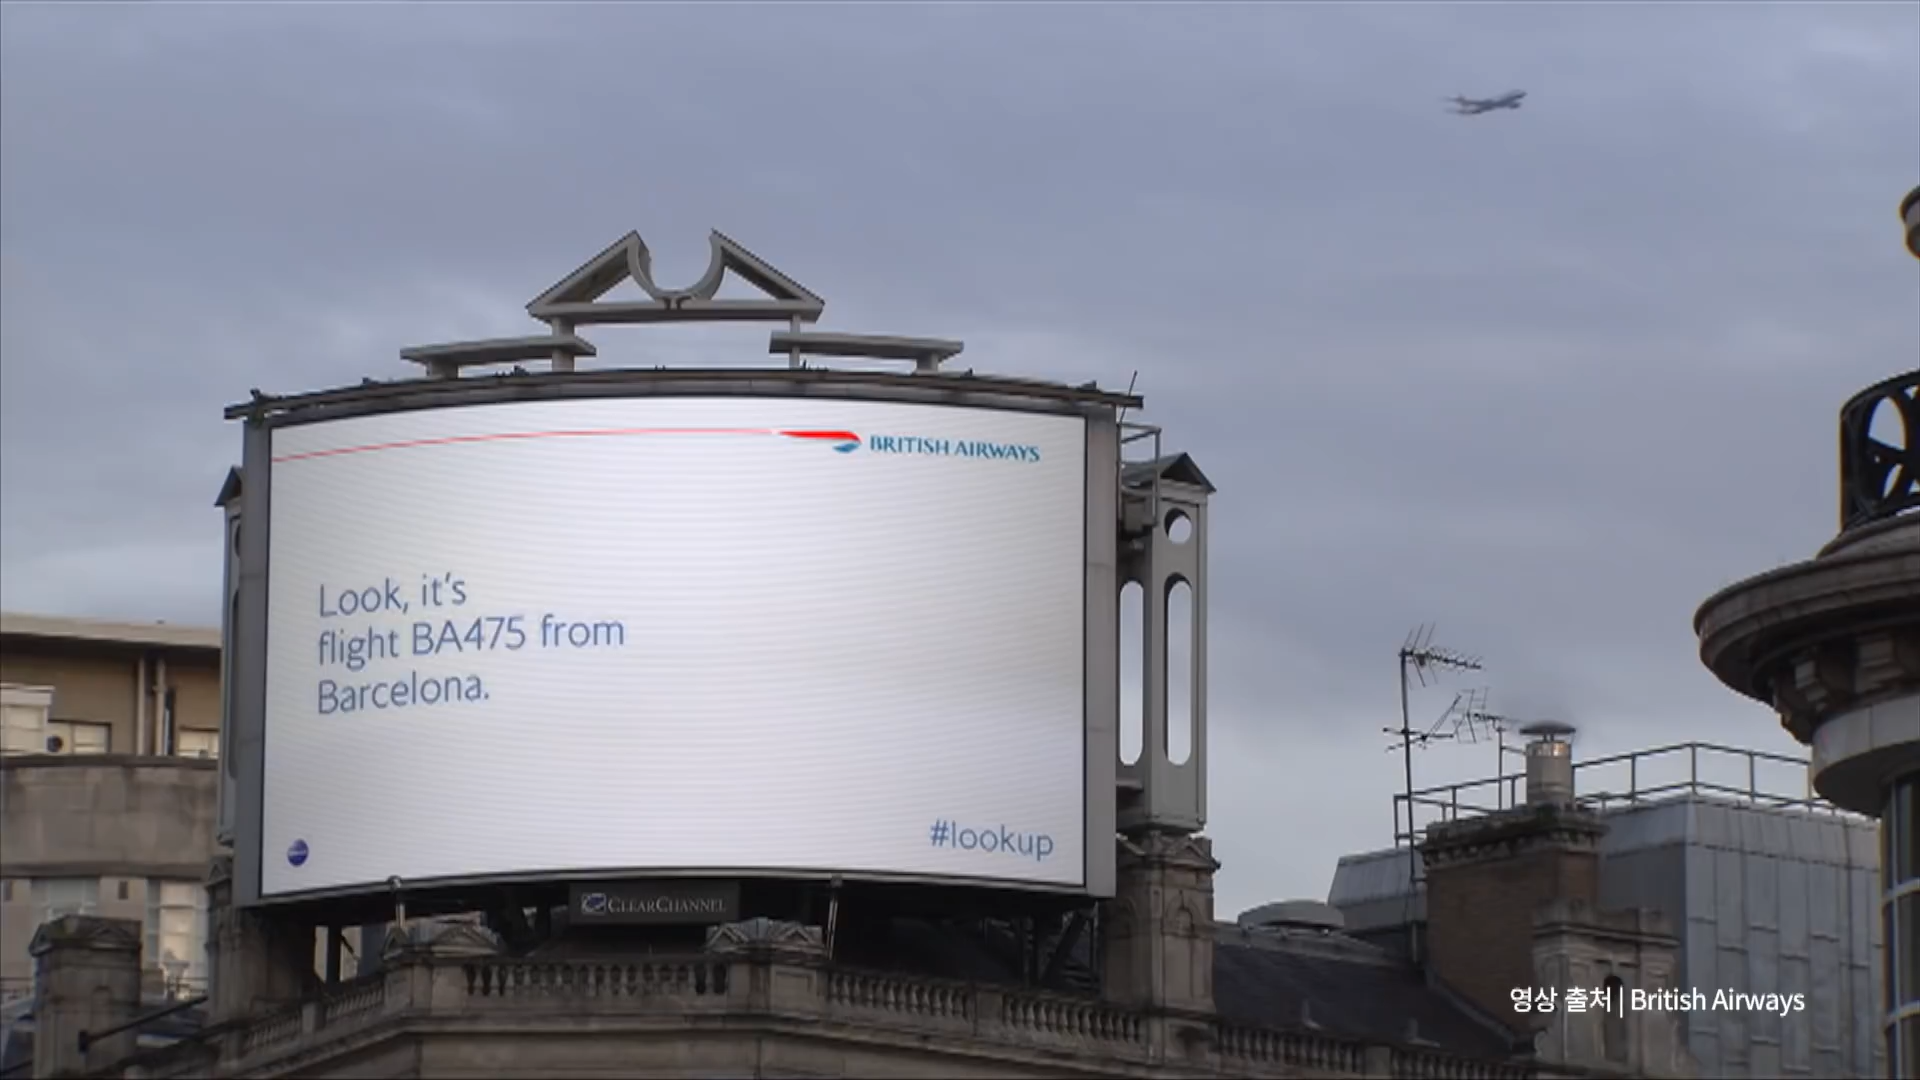 BRITISH AIRWAYS
Look, it's
flight BA475 from
Barcelona.
#lookup
CLEARCHANNEL
영상 출처 | British Airways